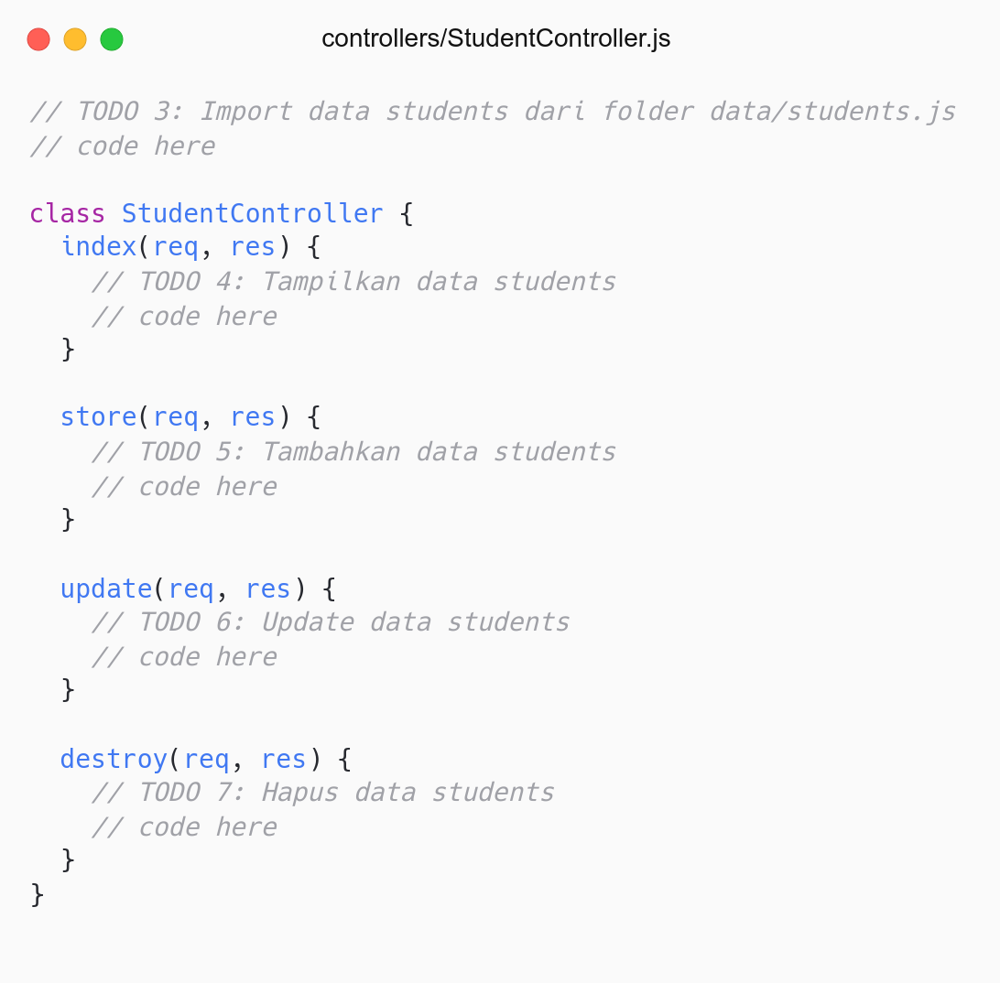 controllers/StudentController.js
// TODO 3: Import data students dari folder data/students.js
// code here
class StudentController {
index(req, res) {
// TODO 4: Tampilkan data students
// code here
}
store(req, res) {
// TODO 5: Tambahkan data students
// code here
}
update(req, res) {
// TODO 6: Update data students
// code here
}
destroy(req, res) {
// TODO 7: Hapus data students
// code here
}
}